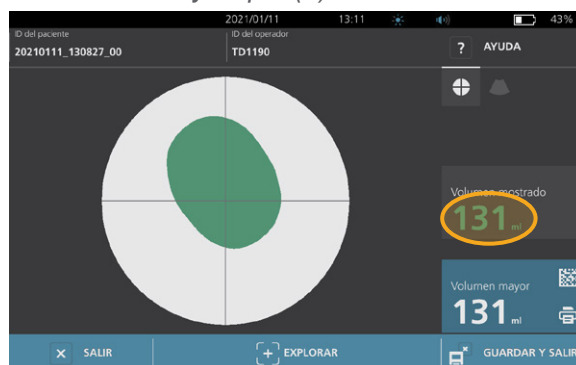 2021/01/11 13:11 43%
ID del paciente
20210111_130827_00
ID del operador
TD1190
? AYUDA
Volumen mostrado
131 ml
Volumen mayor
131 ml
X SALIR
+ EXPLORAR
GUARDAR Y SALIR